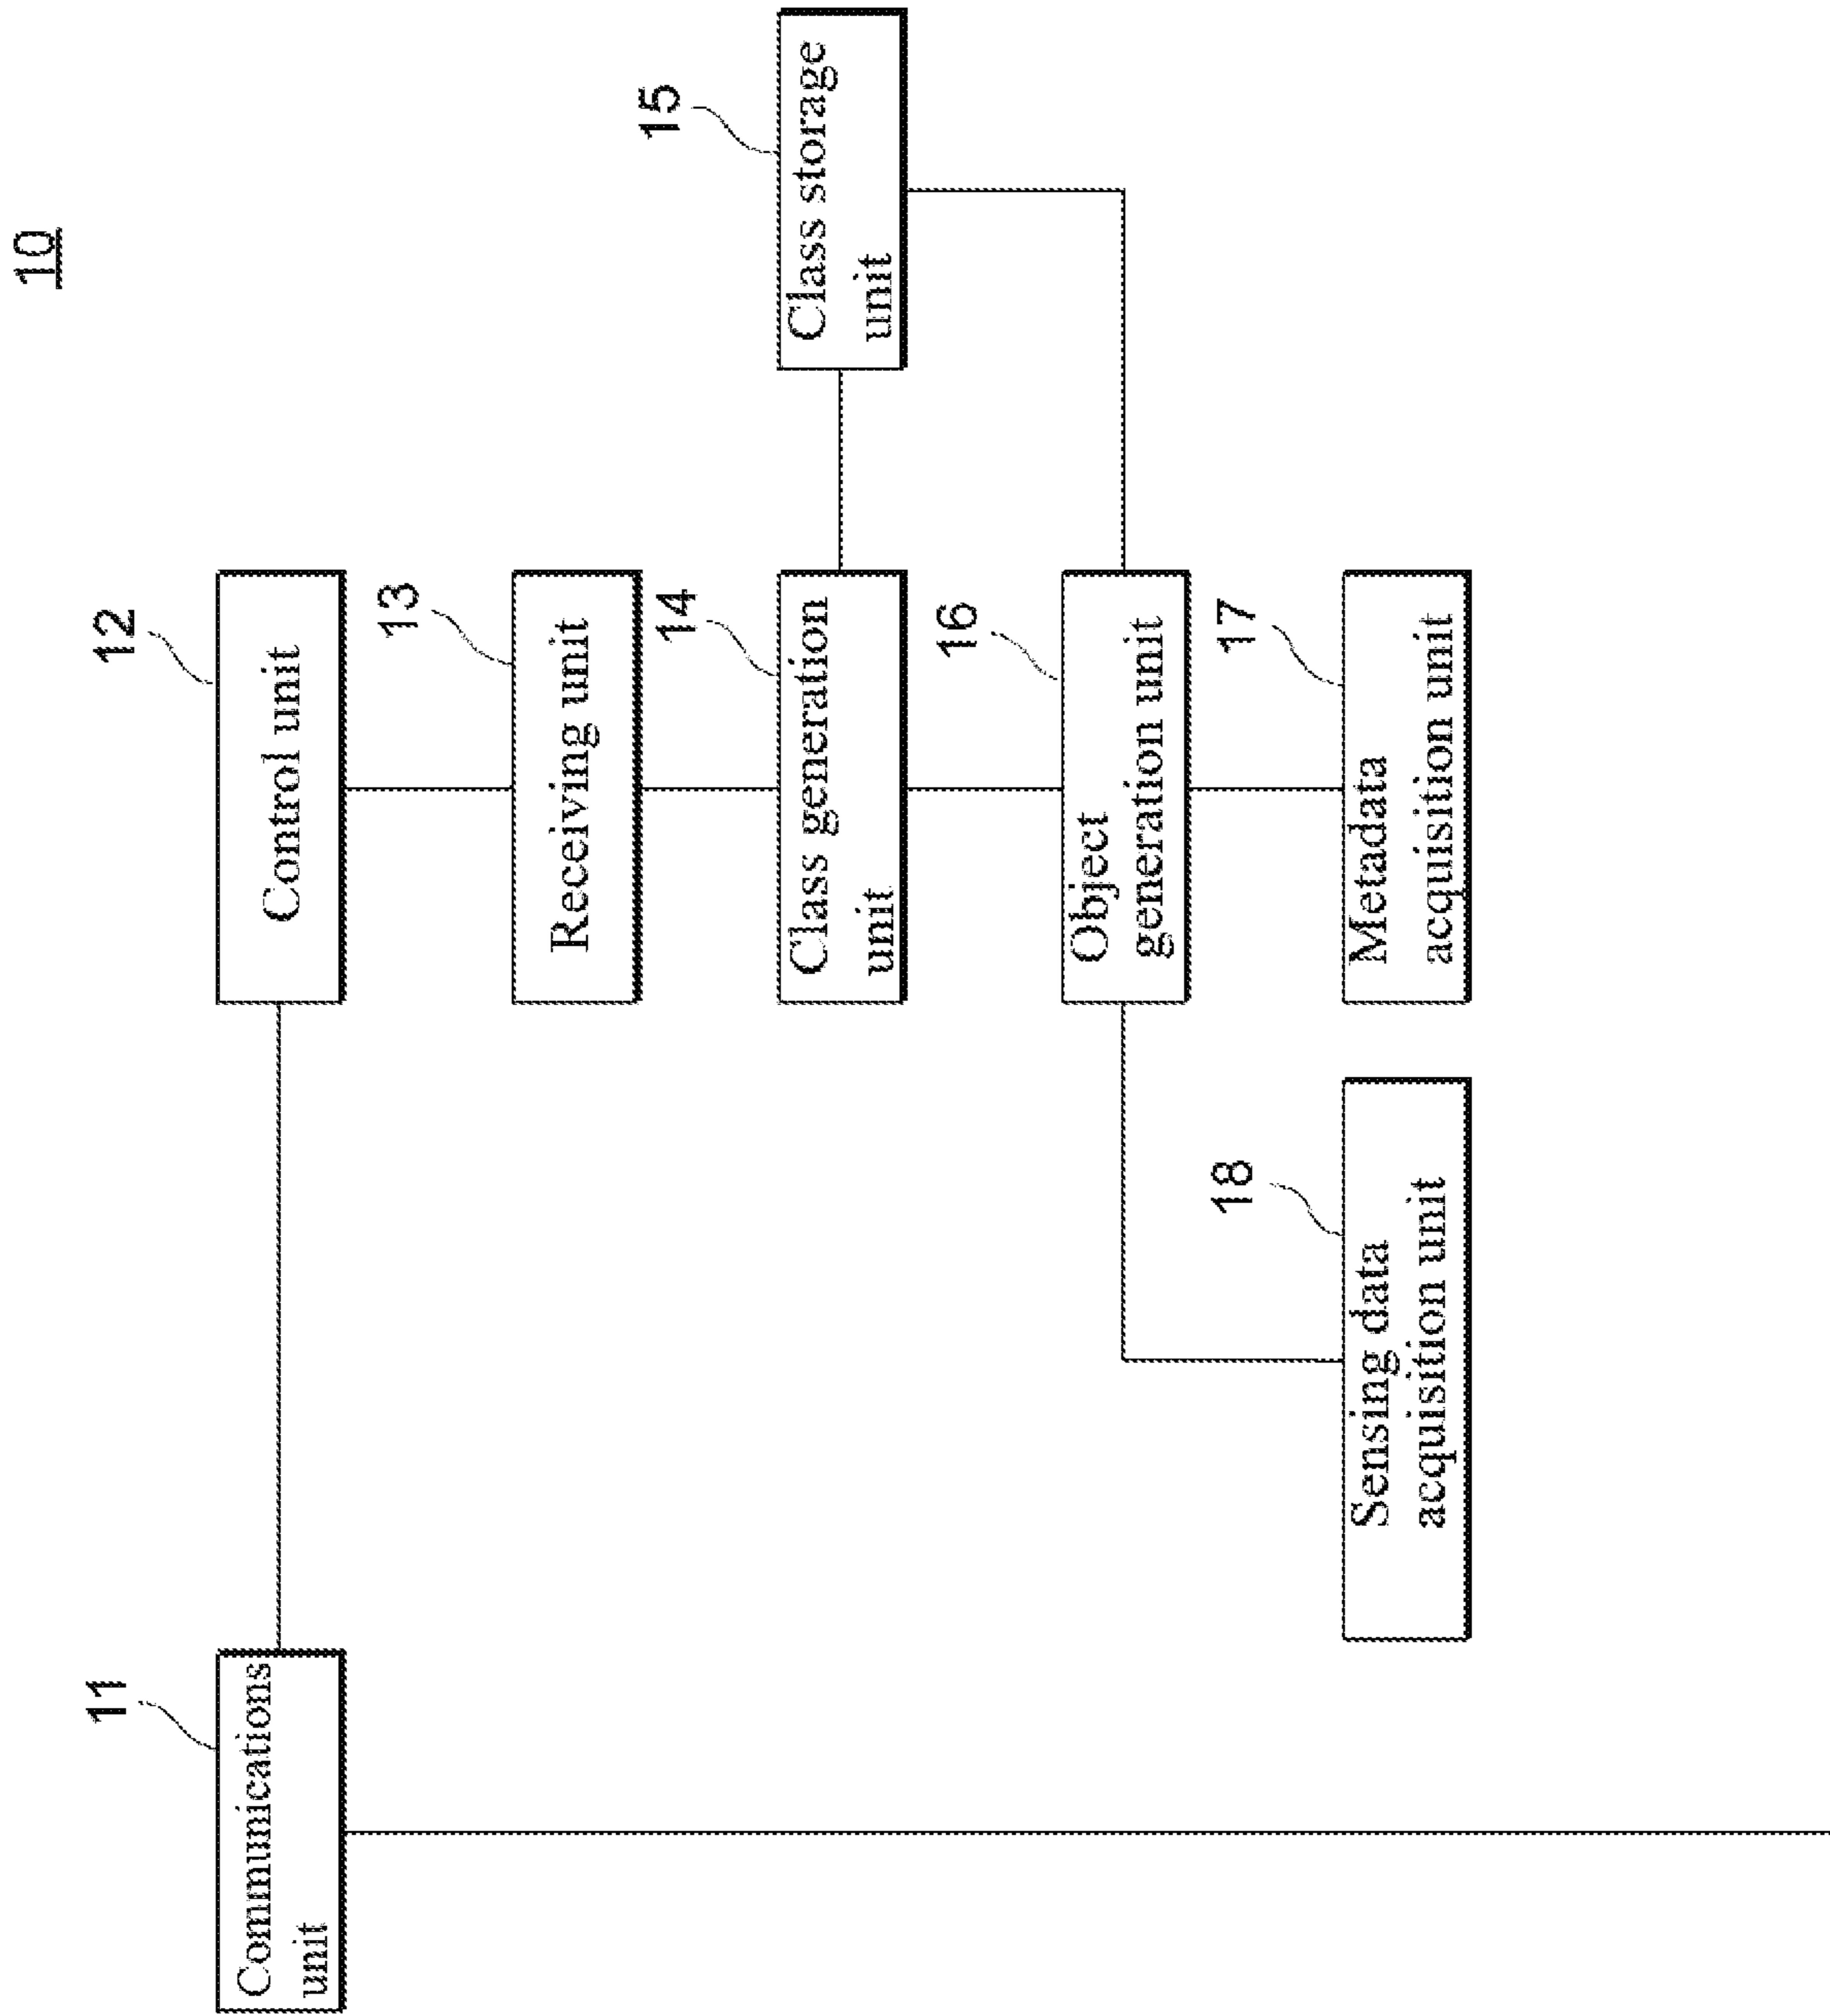 10
11
Communications
unit
12
Control unit
13
Receiving unit
14
Class generation
unit
15
Class storage
unit
16
Object
generation unit
17
Metadata
acquisition unit
18
Sensing data
acquisition unit